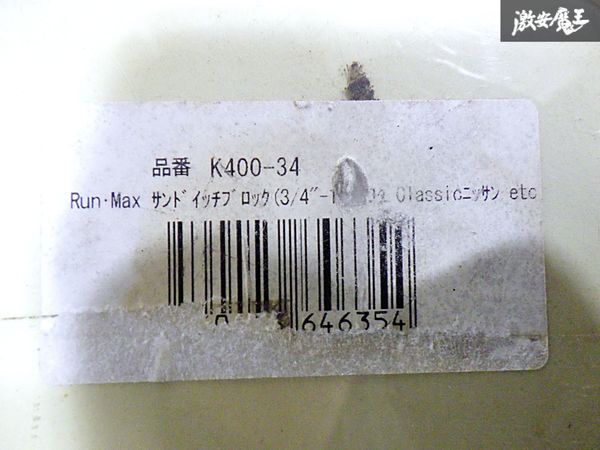 激安魔王
品番 K400-34
Run・Max サンドイッチブロック(3/4"- Classicニッサン etc
646354